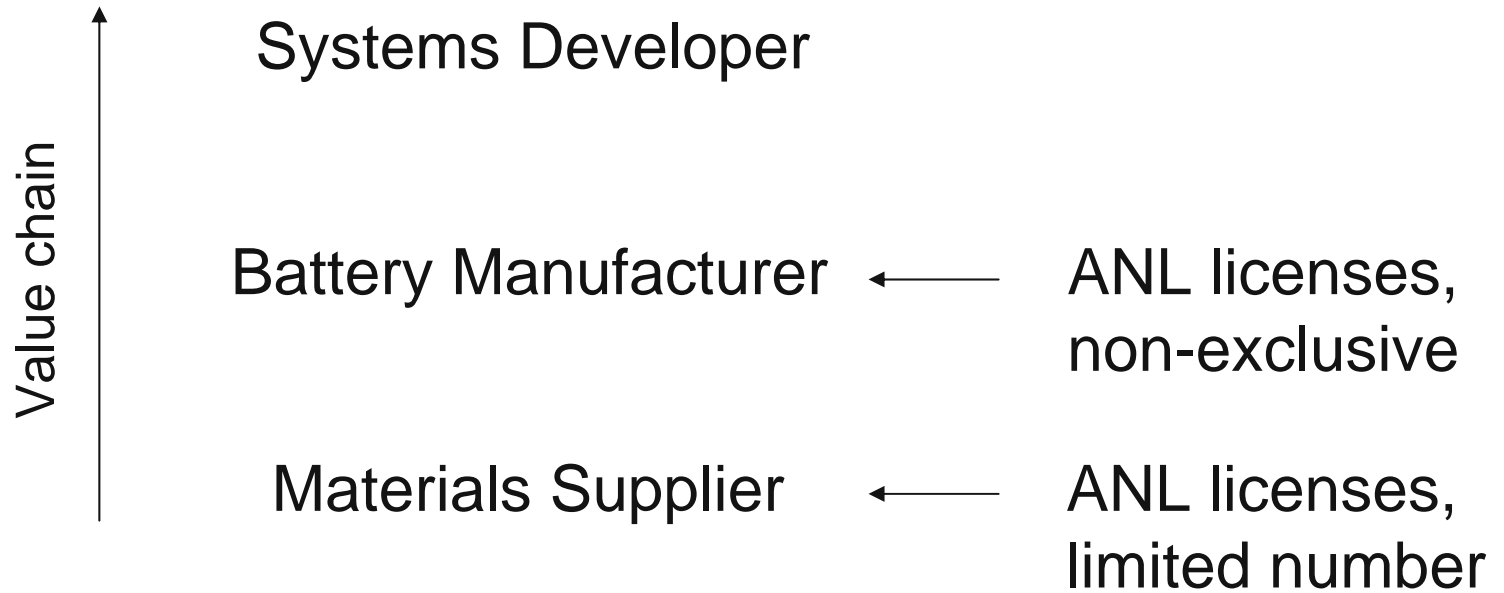 Systems Developer
Value chain
Battery Manufacturer
ANL licenses,
non-exclusive
Materials Supplier
ANL licenses,
limited number